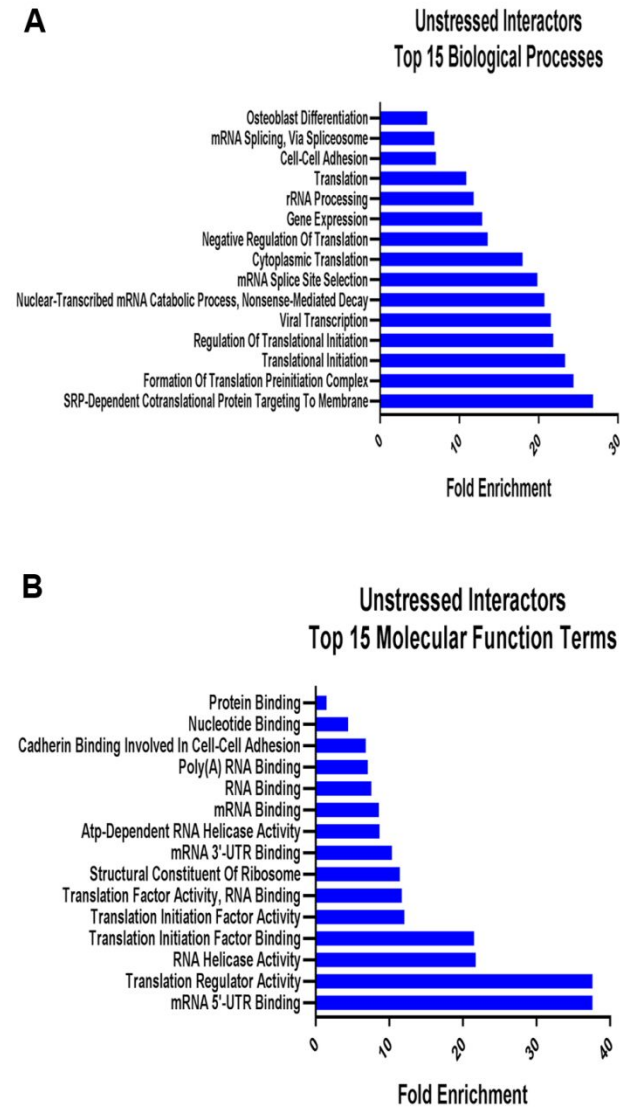 A
Unstressed Interactors
Top 15 Biological Processes
Osteoblast Differentiation
mRNA Splicing, Via Spliceosome
Cell-Cell Adhesion
Translation
rRNA Processing
Gene Expression
Negative Regulation Of Translation
Cytoplasmic Translation
mRNA Splice Site Selection
Nuclear-Transcribed mRNA Catabolic Process, Nonsense-Mediated Decay
Viral Transcription
Regulation Of Translational Initiation
Translational Initiation
Formation Of Translation Preinitiation Complex
SRP-Dependent Cotranslational Protein Targeting To Membrane
0 10 20 30
Fold Enrichment
B
Unstressed Interactors
Top 15 Molecular Function Terms
Protein Binding
Nucleotide Binding
Cadherin Binding Involved In Cell-Cell Adhesion
Poly(A) RNA Binding
RNA Binding
mRNA Binding
Atp-Dependent RNA Helicase Activity
mRNA 3'-UTR Binding
Structural Constituent Of Ribosome
Translation Factor Activity, RNA Binding
Translation Initiation Factor Activity
Translation Initiation Factor Binding
RNA Helicase Activity
Translation Regulator Activity
mRNA 5'-UTR Binding
0 10 20 30 40
Fold Enrichment